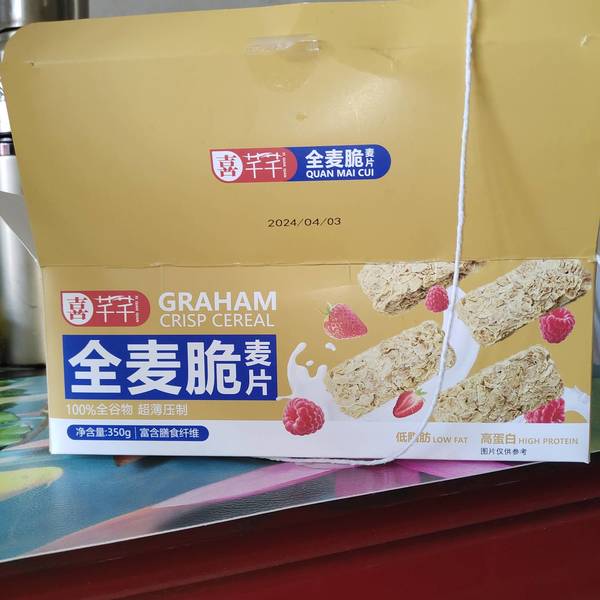 喜 芊芊 全麦脆 麦片
QUAN MAI CUI
2024/04/03
喜 芊芊 GRAHAM
CRISP CEREAL
全麦脆 麦片
100%全谷物 超薄压制
净含量:350g 富含膳食纤维
低脂肪 LOW FAT 高蛋白 HIGH PROTEIN
图片仅供参考